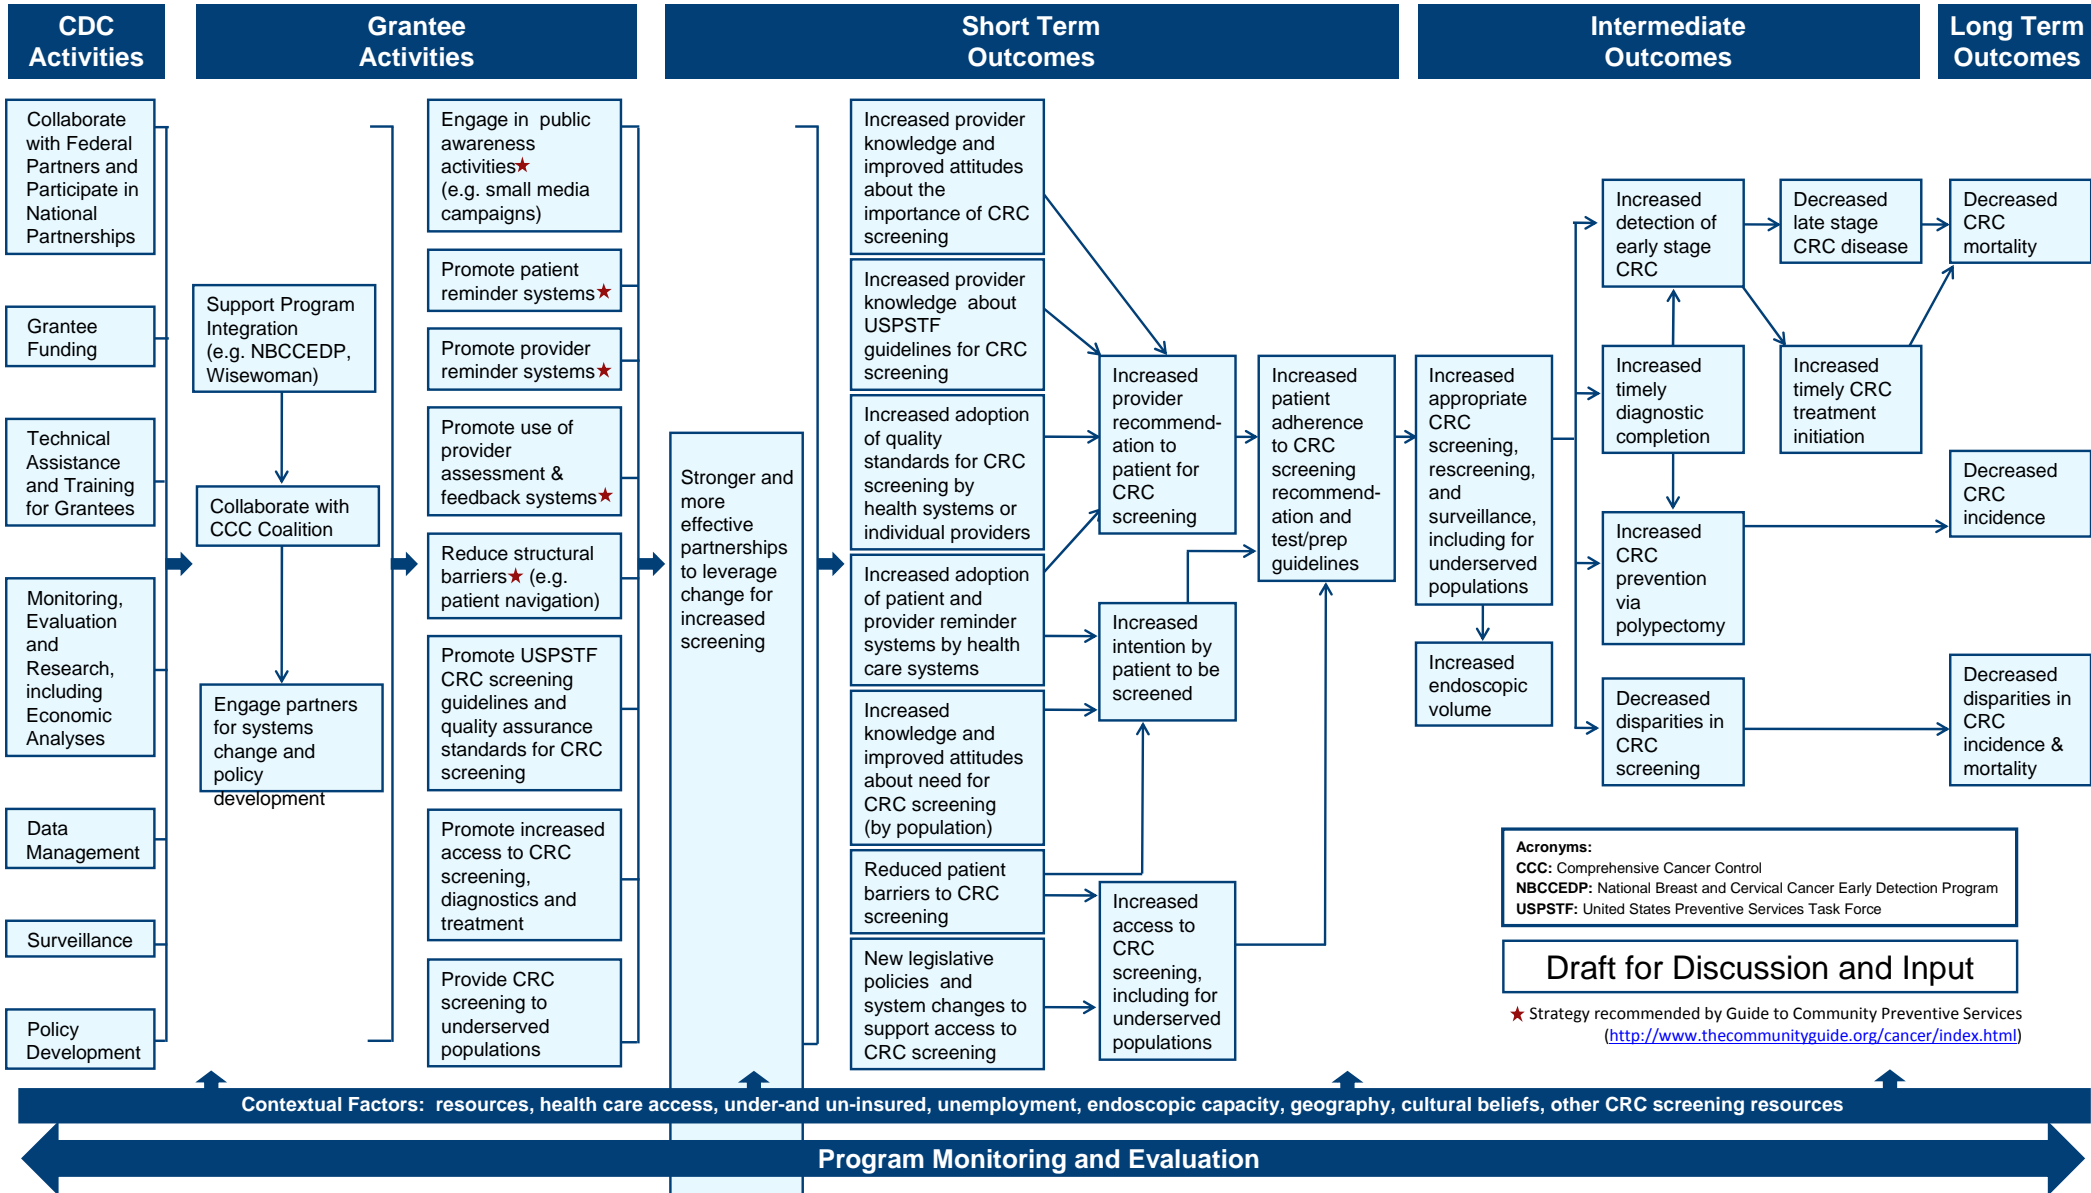 CDC
Activities
Grantee
Activities
Short Term
Outcomes
Intermediate
Outcomes
Long Term
Outcomes
Collaborate
with Federal
Partners and
Participate in
National
Partnerships
Grantee
Funding
Technical
Assistance
and Training
for Grantees
Monitoring,
Evaluation
and
Research,
including
Economic
Analyses
Data
Management
Surveillance
Policy
Development
Support Program
Integration
(e.g. NBCCEDP,
Wisewoman)
Collaborate with
CCC Coalition
Engage partners
for systems
change and
policy
development
Engage in public
awareness
activities★
(e.g. small media
campaigns)
Promote patient
reminder systems★
Promote provider
reminder systems★
Promote use of
provider
assessment &
feedback systems★
Reduce structural
barriers★ (e.g.
patient navigation)
Promote USPSTF
CRC screening
guidelines and
quality assurance
standards for CRC
screening
Promote increased
access to CRC
screening,
diagnostics and
treatment
Provide CRC
screening to
underserved
populations
Stronger and
more
effective
partnerships
to leverage
change for
increased
screening
Increased provider
knowledge and
improved attitudes
about the
importance of CRC
screening
Increased provider
knowledge about
USPSTF
guidelines for CRC
screening
Increased adoption
of quality
standards for CRC
screening by
health systems or
individual providers
Increased adoption
of patient and
provider reminder
systems by health
care systems
Increased
knowledge and
improved attitudes
about need for
CRC screening
(by population)
Reduced patient
barriers to CRC
screening
New legislative
policies and
system changes to
support access to
CRC screening
Increased
provider
recommend-
ation to
patient for
CRC
screening
Increased
intention by
patient to be
screened
Increased
access to
CRC
screening,
including for
underserved
populations
Increased
patient
adherence
to CRC
screening
recommend-
ation and
test/prep
guidelines
Increased
appropriate
CRC
screening,
rescreening,
and
surveillance,
including for
underserved
populations
Increased
endoscopic
volume
Increased
detection of
early stage
CRC
Increased
timely
diagnostic
completion
Increased
CRC
prevention
via
polypectomy
Decreased
disparities in
CRC
screening
Decreased
late stage
CRC disease
Increased
timely CRC
treatment
initiation
Decreased
CRC
mortality
Decreased
CRC
incidence
Decreased
disparities in
CRC
incidence &
mortality
Acronyms:
CCC: Comprehensive Cancer Control
NBCCEDP: National Breast and Cervical Cancer Early Detection Program
USPSTF: United States Preventive Services Task Force
Draft for Discussion and Input
★ Strategy recommended by Guide to Community Preventive Services
(http://www.thecommunityguide.org/cancer/index.html)
Contextual Factors: resources, health care access, under-and un-insured, unemployment, endoscopic capacity, geography, cultural beliefs, other CRC screening resources
Program Monitoring and Evaluation